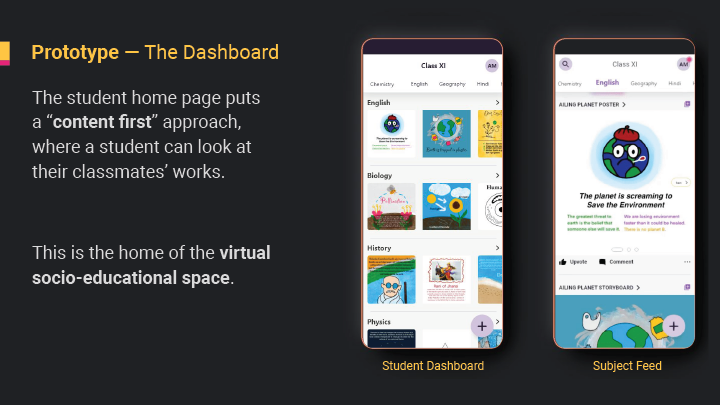 Prototype — The Dashboard
The student home page puts
a “content first” approach,
where a student can look at
their classmates’ works.
This is the home of the virtual
socio-educational space.
Class XI
AM
Chemistry English Geography Hindi
English
Biology
Pollination
History
Physics
+
Student Dashboard
Class XI
AM
Chemistry English Geography Hindi
AILING PLANET POSTER
The planet is screaming to
Save the Environment
The greatest threat to
earth is the belief that
someone else will save it.
We are losing environment
faster than it could be healed.
There is no planet B.
Upvote Comment
AILING PLANET STORYBOARD
+
Subject Feed